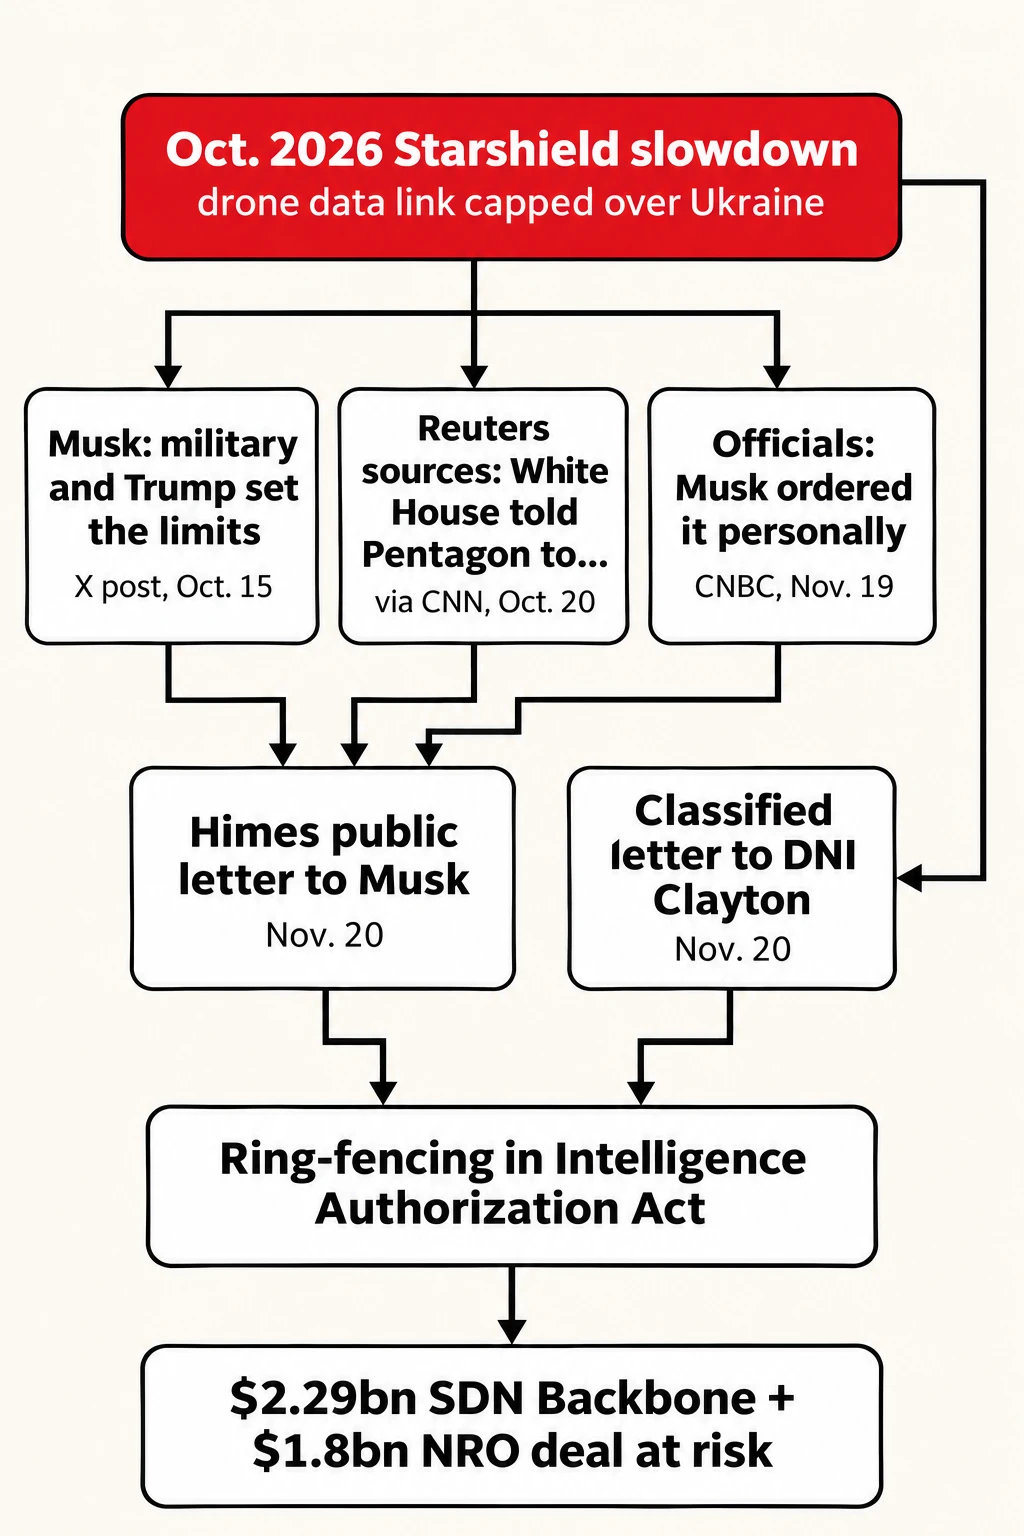 Oct. 2026 Starshield slowdown
drone data link capped over Ukraine
Musk: military
and Trump set
the limits
X post, Oct. 15
Reuters
sources: White
House told
Pentagon to...
via CNN, Oct. 20
Officials:
Musk ordered
it personally
CNBC, Nov. 19
Himes public
letter to Musk
Nov. 20
Classified
letter to DNI
Clayton
Nov. 20
Ring-fencing in Intelligence
Authorization Act
$2.29bn SDN Backbone +
$1.8bn NRO deal at risk